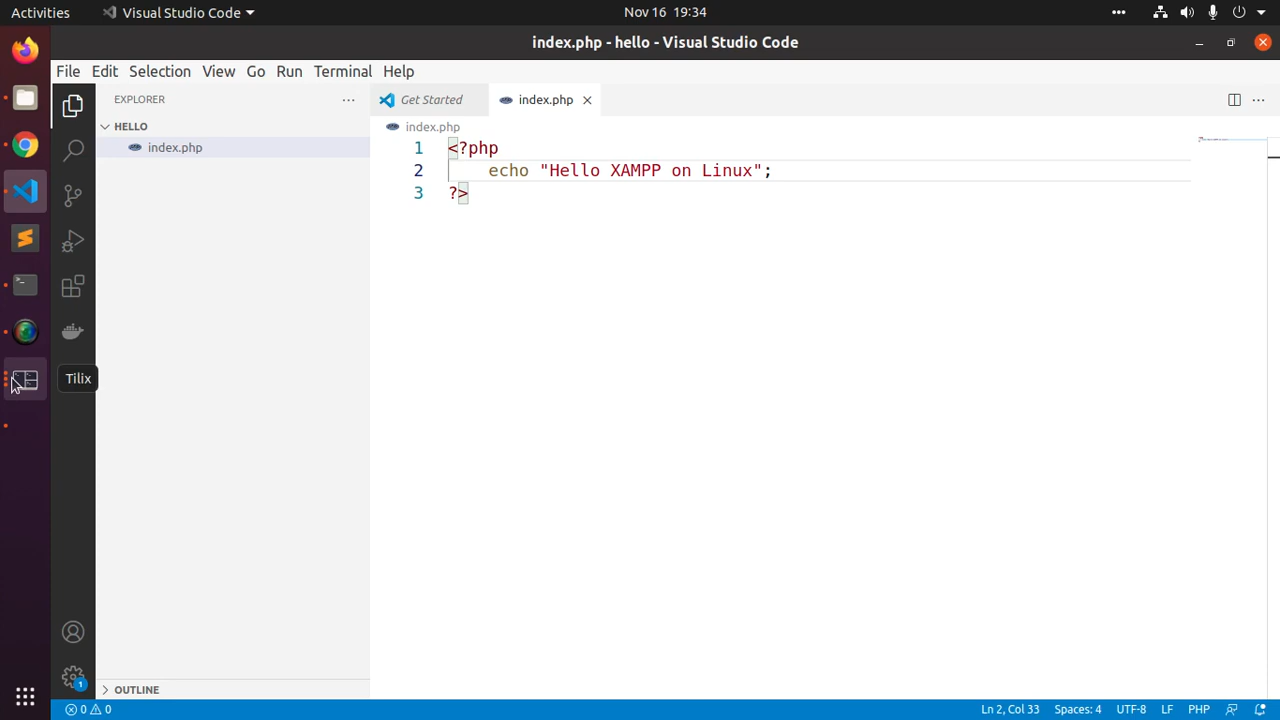 Activities
Visual Studio Code
Nov 16 19:34
index.php - hello - Visual Studio Code
File Edit Selection View Go Run Terminal Help
EXPLORER
Get Started
index.php
HELLO
index.php
index.php
1 <?php
2 echo "Hello XAMPP on Linux";
3 ?>
Tilix
1
OUTLINE
0 0
Ln 2, Col 33 Spaces: 4 UTF-8 LF PHP